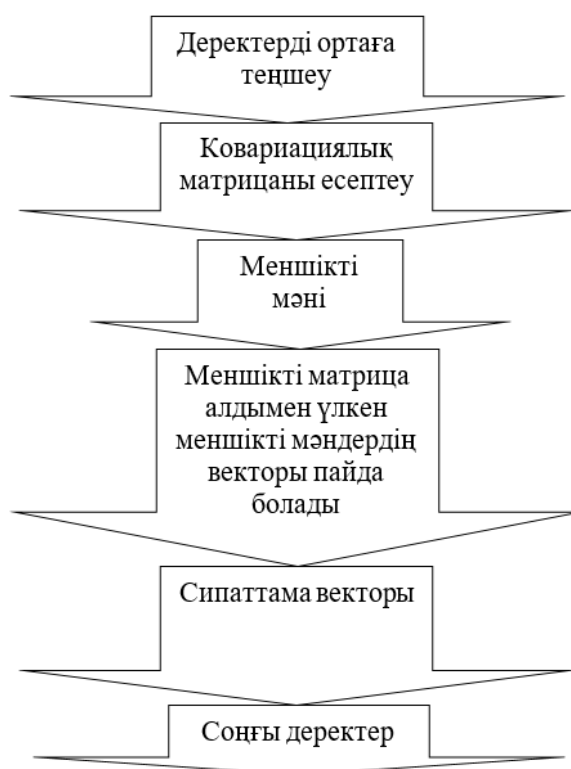 Деректерді ортаға
теңшеу
Ковариациялық
матрицаны есептеу
Меншікті
мәні
Меншікті матрица
алдымен үлкен
меншікті мәндердің
векторы пайда
болады
Сипаттама векторы
Соңғы деректер